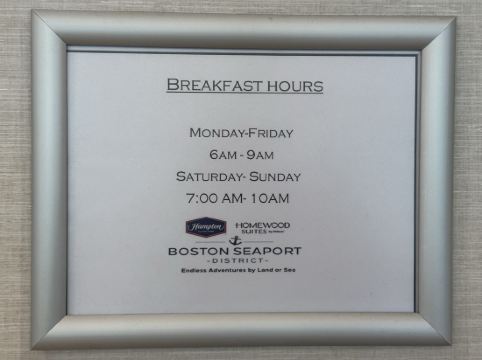 BREAKFAST HOURS
MONDAY-FRIDAY
6AM - 9AM
SATURDAY- SUNDAY
7:00 AM- 10AM
Hampton
HOMEWOOD
SUITES
BOSTON SEAPORT
- DISTRICT -
Endless Adventures by Land or Sea